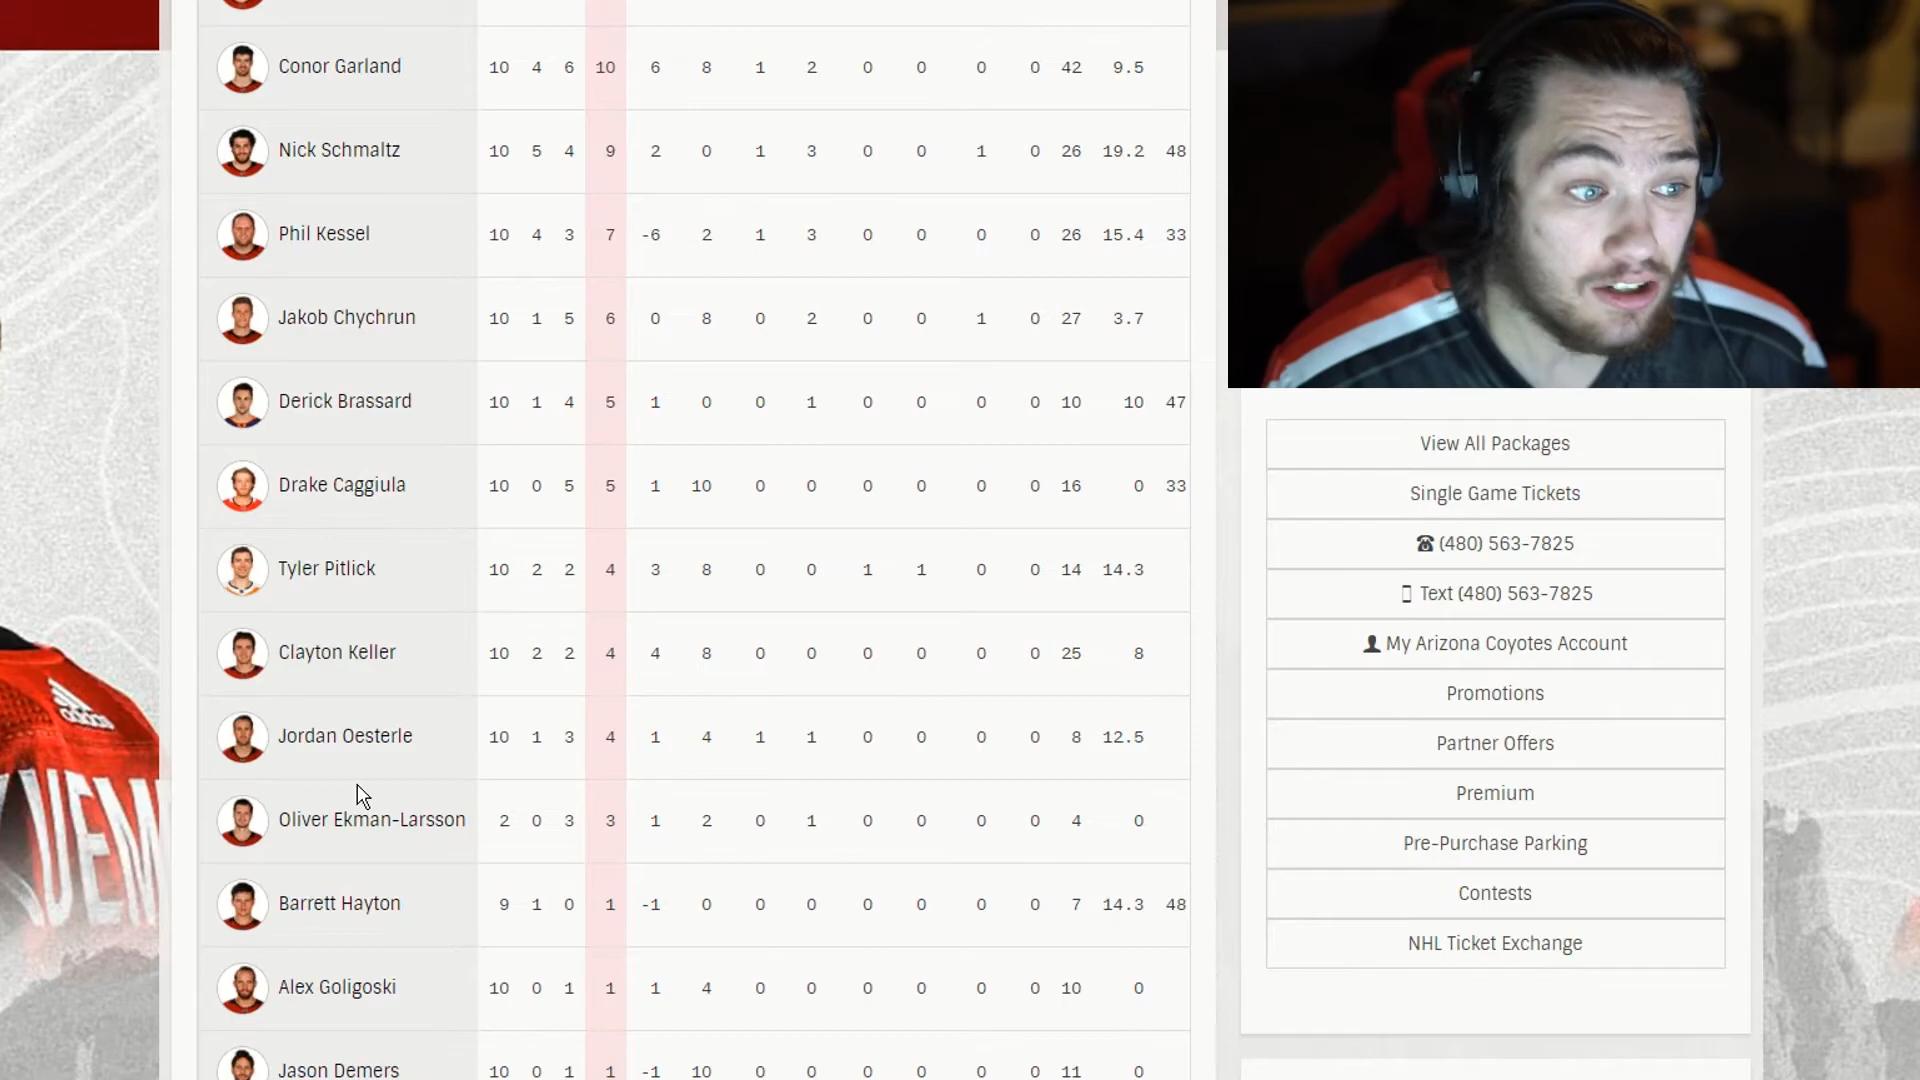 Conor Garland 10 4 6 10 6 8 1 2 0 0 0 0 42 9.5
Nick Schmaltz 10 5 4 9 2 0 1 3 0 0 1 0 26 19.2 48
Phil Kessel 10 4 3 7 -6 2 1 3 0 0 0 0 26 15.4 33
Jakob Chychrun 10 1 5 6 0 8 0 2 0 0 1 0 27 3.7
Derick Brassard 10 1 4 5 1 0 0 1 0 0 0 0 10 10 47
Drake Caggiula 10 0 5 5 1 10 0 0 0 0 0 0 16 0 33
Tyler Pitlick 10 2 2 4 3 8 0 0 1 1 0 0 14 14.3
Clayton Keller 10 2 2 4 4 8 0 0 0 0 0 0 25 8
Jordan Oesterle 10 1 3 4 1 4 1 1 0 0 0 0 8 12.5
Oliver Ekman-Larsson 2 0 3 3 1 2 0 1 0 0 0 0 4 0
Barrett Hayton 9 1 0 1 -1 0 0 0 0 0 0 0 7 14.3 48
Alex Goligoski 10 0 1 1 1 4 0 0 0 0 0 0 10 0
Jason Demers 10 0 1 1 -1 10 0 0 0 0 0 0 11 0
View All Packages
Single Game Tickets
(480) 563-7825
Text (480) 563-7825
My Arizona Coyotes Account
Promotions
Partner Offers
Premium
Pre-Purchase Parking
Contests
NHL Ticket Exchange